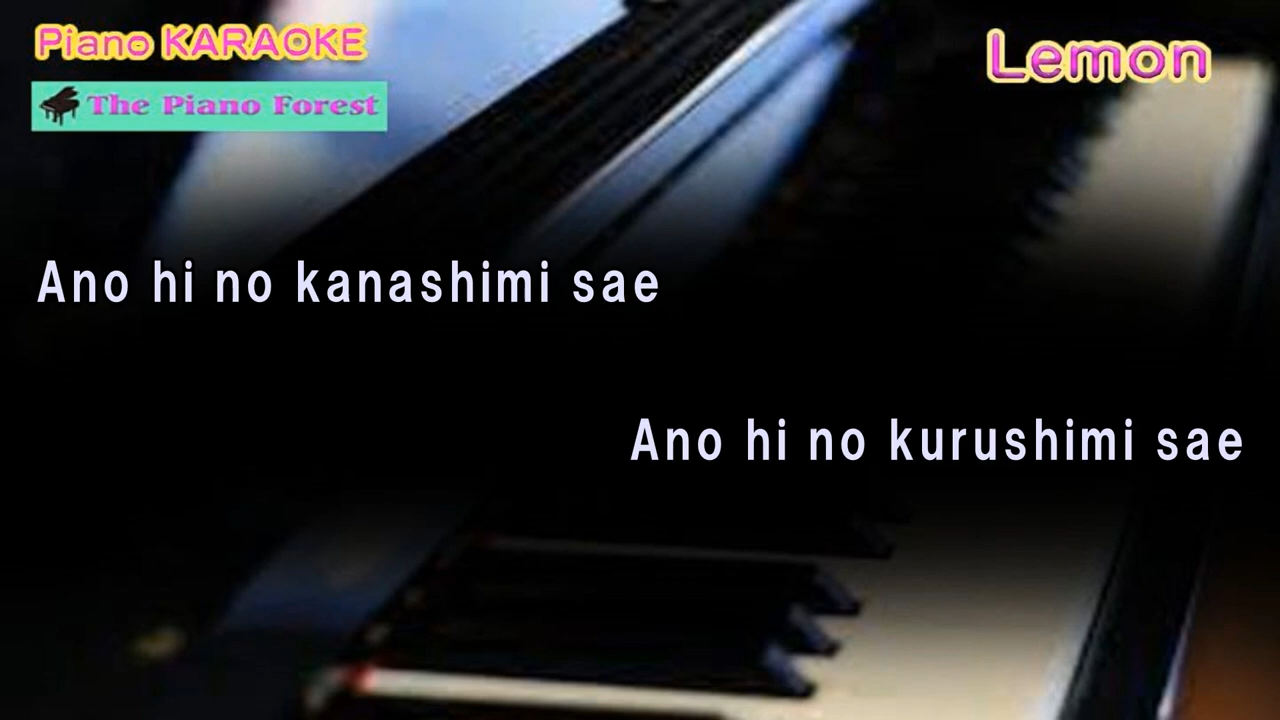 Piano KARAOKE
Lemon
The Piano Forest
Ano hi no kanashimi sae
Ano hi no kurushimi sae